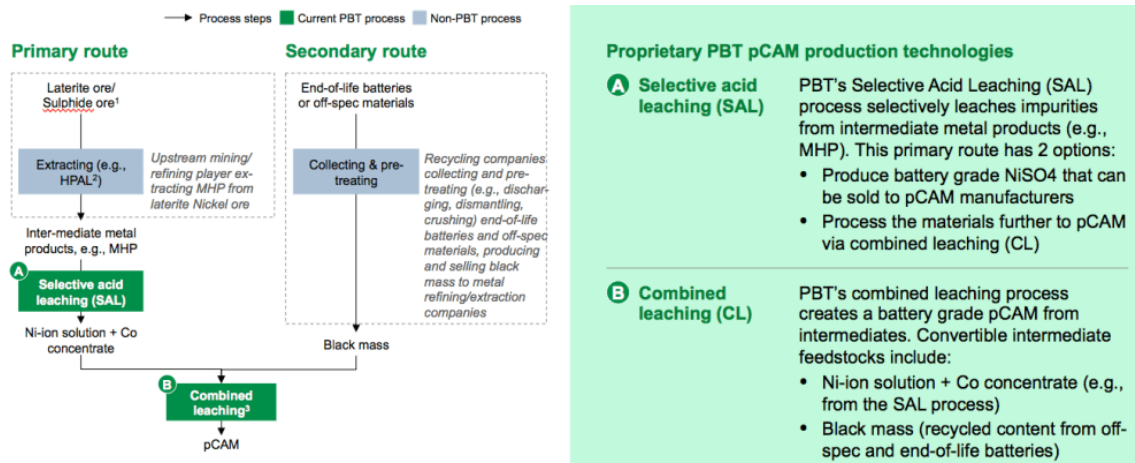 Process steps Current PBT process Non-PBT process
Primary route
Laterite ore/
Sulphide ore¹
Extracting (e.g.,
HPAL²)
Upstream mining/
refining player ex-
tracting MHP from
laterite Nickel ore
Inter-mediate metal
products, e.g., MHP
A
Selective acid
leaching (SAL)
Ni-ion solution + Co
concentrate
Secondary route
End-of-life batteries
or off-spec materials
Collecting & pre-
treating
Recycling companies
collecting and pre-
treating (e.g., dischar-
ging, dismantling,
crushing) end-of-life
batteries and off-spec
materials, producing
and selling black
mass to metal
refining/extraction
companies
Black mass
B
Combined
leaching³
pCAM
Proprietary PBT pCAM production technologies
A Selective acid
leaching (SAL)
PBT's Selective Acid Leaching (SAL)
process selectively leaches impurities
from intermediate metal products (e.g.,
MHP). This primary route has 2 options:
• Produce battery grade NiSO4 that can
be sold to pCAM manufacturers
• Process the materials further to pCAM
via combined leaching (CL)
B Combined
leaching (CL)
PBT's combined leaching process
creates a battery grade pCAM from
intermediates. Convertible intermediate
feedstocks include:
• Ni-ion solution + Co concentrate (e.g.,
from the SAL process)
• Black mass (recycled content from off-
spec and end-of-life batteries)